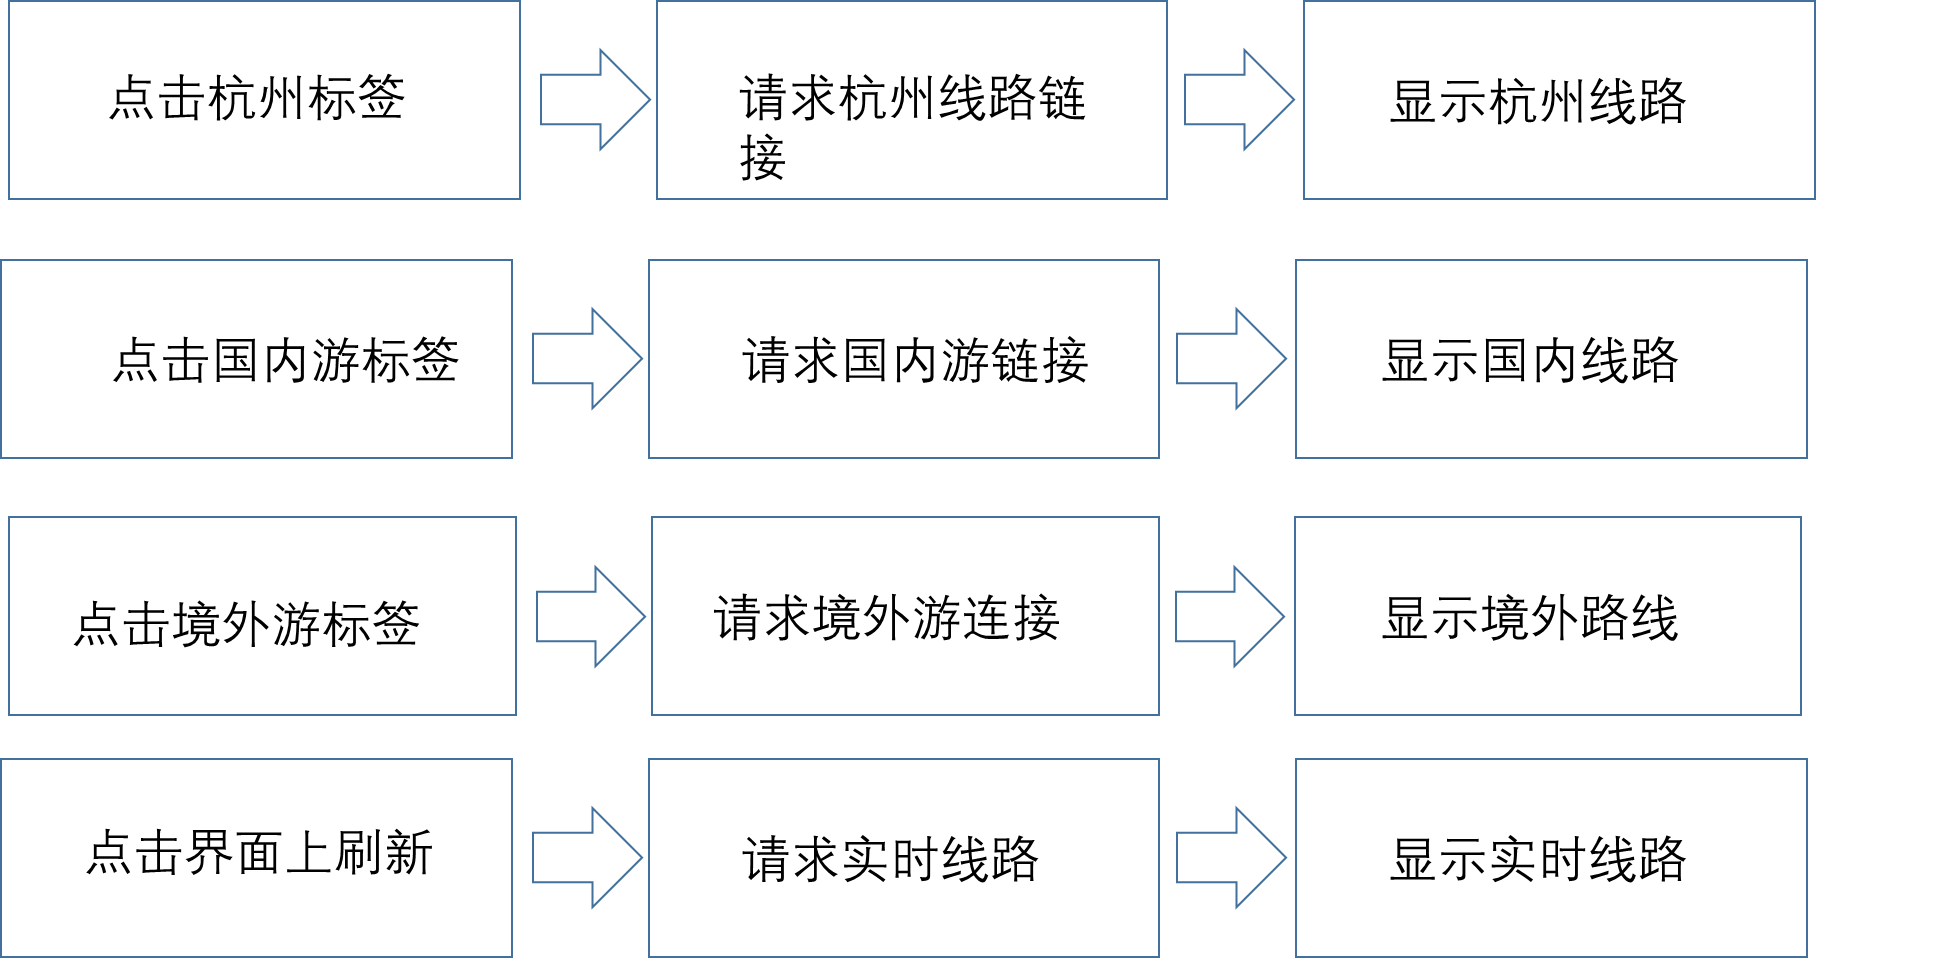 点击杭州标签
请求杭州线路链
接
显示杭州线路
点击国内游标签
请求国内游链接
显示国内线路
点击境外游标签
请求境外游连接
显示境外路线
点击界面上刷新
请求实时线路
显示实时线路